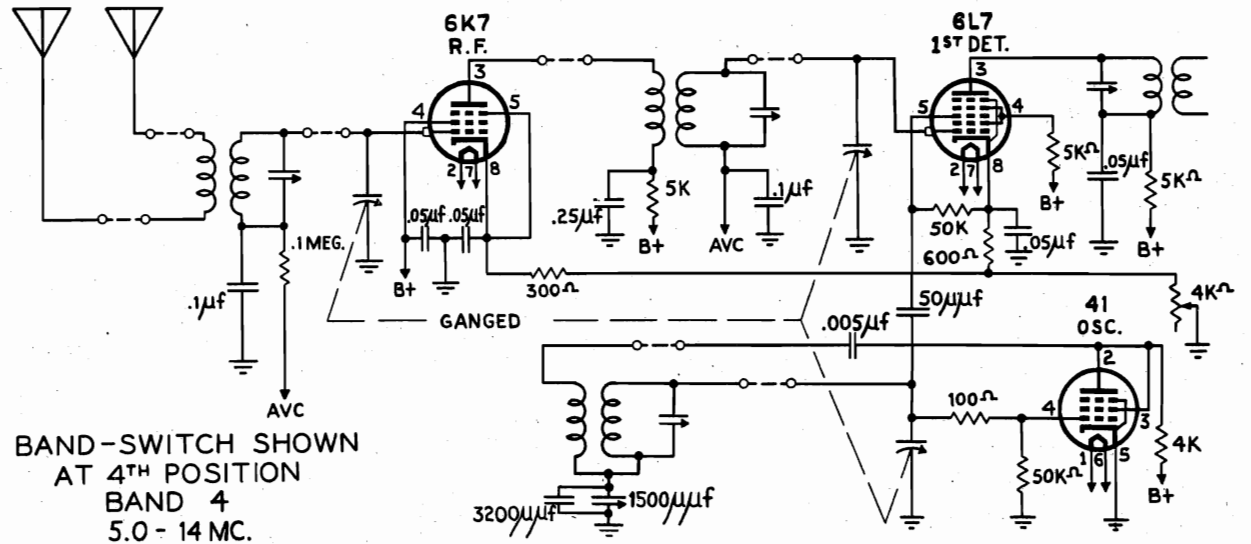 6K7
R.F.
3
4
5
2
7
8
6L7
1ST DET.
3
5
4
2
7
8
5K
.25µf
B+
AVC
.1µf
.1 MEG.
.1µf
AVC
.05µf
.05µf
B+
300Ω
50K
.05µf
600Ω
5KΩ
B+
.05µf
5KΩ
B+
4KΩ
GANGED
50µµf
.005µf
41
OSC.
2
4
3
1
6
5
100Ω
50KΩ
4K
B+
3200µµf
1500µµf
BAND-SWITCH SHOWN
AT 4TH POSITION
BAND 4
5.0 - 14 MC.